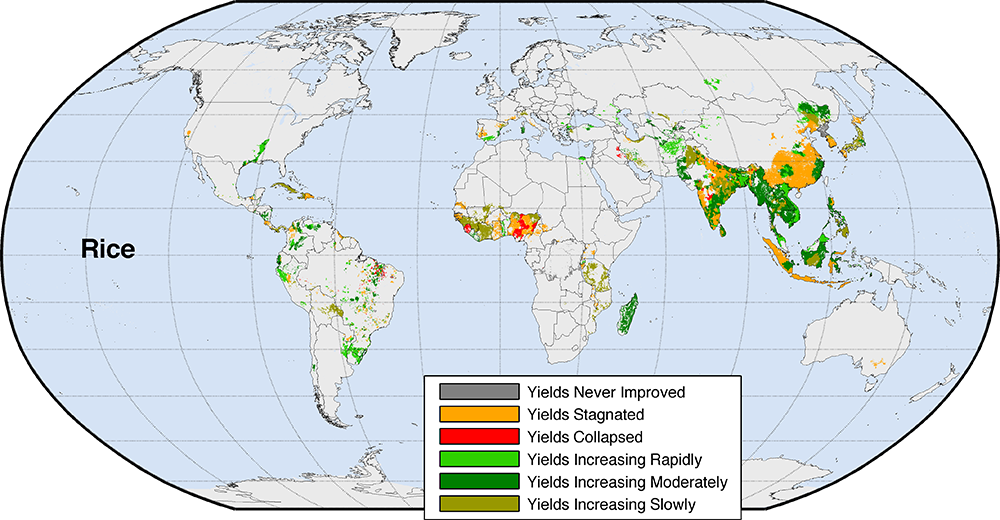 Rice
Yields Never Improved
Yields Stagnated
Yields Collapsed
Yields Increasing Rapidly
Yields Increasing Moderately
Yields Increasing Slowly